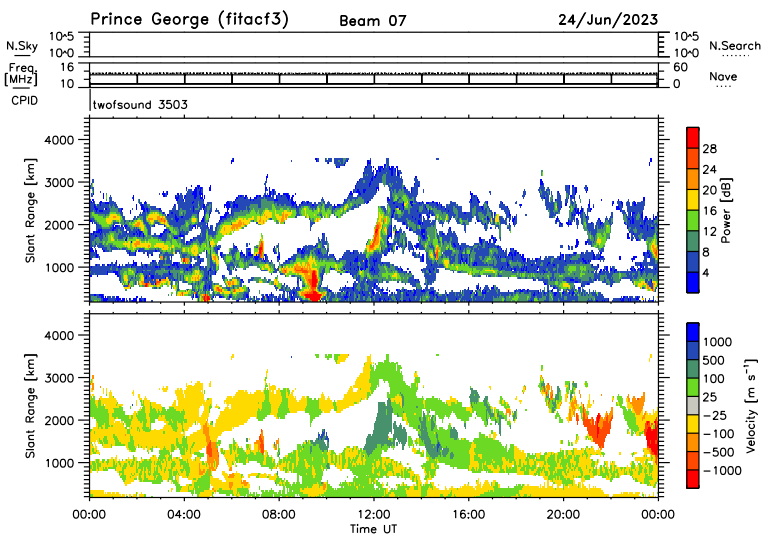 Prince George (fitacf3) Beam 07 24/Jun/2023
N.Sky 10^5 10^0 10^5 10^0 N.Search
Freq. [MHz] 16 10 60 0 Nave
CPID twofsound 3503
Slant Range [km] 4000 3000 2000 1000
Power [dB] 28 24 20 16 12 8 4
Slant Range [km] 4000 3000 2000 1000
Velocity [m s⁻¹] 1000 500 100 25 −25 −100 −500 −1000
00:00 04:00 08:00 12:00 16:00 20:00 00:00
Time UT